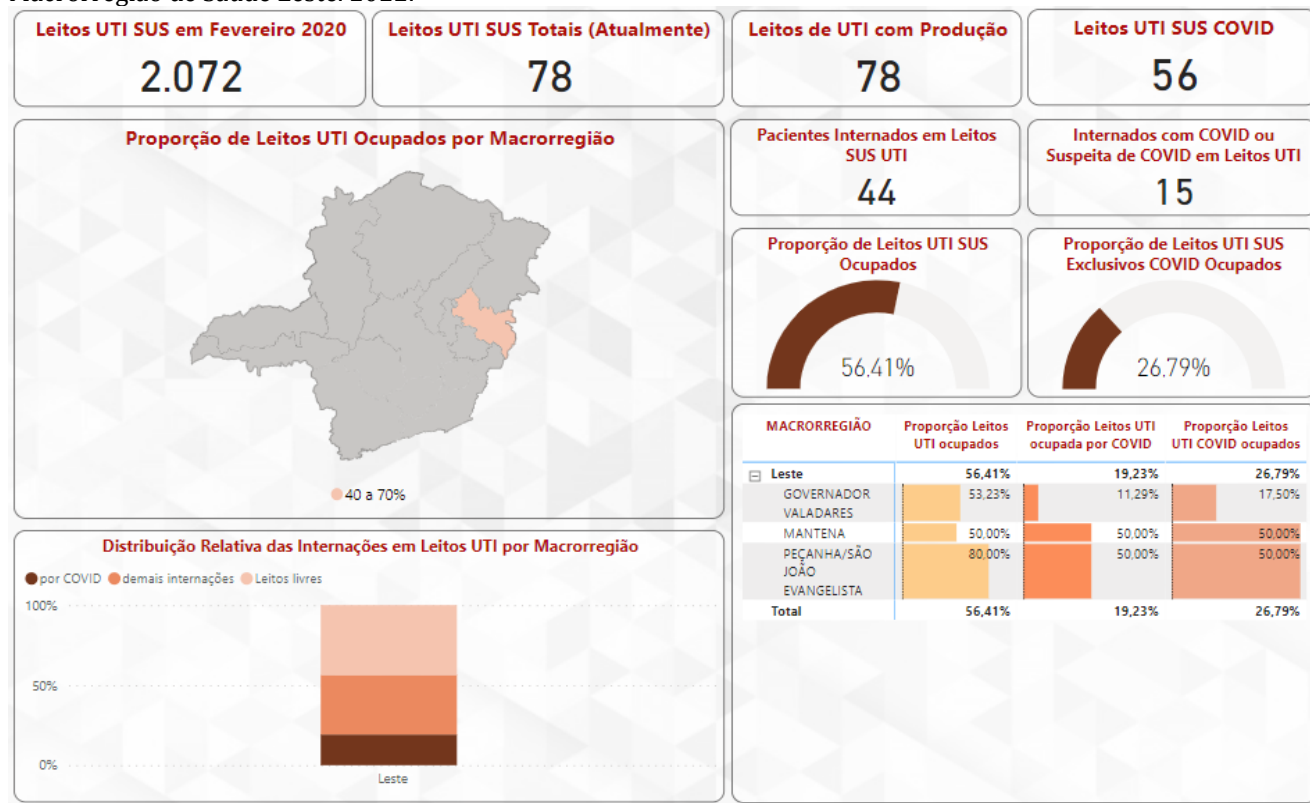 Macrorregião de Saúde Leste. 2022.
Leitos UTI SUS em Fevereiro 2020
2.072
Leitos UTI SUS Totais (Atualmente)
78
Leitos de UTI com Produção
78
Leitos UTI SUS COVID
56
Proporção de Leitos UTI Ocupados por Macrorregião
40 a 70%
Pacientes Internados em Leitos
SUS UTI
44
Internados com COVID ou
Suspeita de COVID em Leitos UTI
15
Proporção de Leitos UTI SUS
Ocupados
56.41%
Proporção de Leitos UTI SUS
Exclusivos COVID Ocupados
26.79%
Distribuição Relativa das Internações em Leitos UTI por Macrorregião
por COVID demais internações Leitos livres
100%
50%
0%
Leste
MACRORREGIÃO Proporção Leitos UTI ocupados Proporção Leitos UTI ocupada por COVID Proporção Leitos UTI COVID ocupados
Leste 56,41% 19,23% 26,79%
GOVERNADOR 53,23% 11,29% 17,50%
VALADARES
MANTENA 50,00% 50,00% 50,00%
PEÇANHA/SÃO 80,00% 50,00% 50,00%
JOÃO
EVANGELISTA
Total 56,41% 19,23% 26,79%